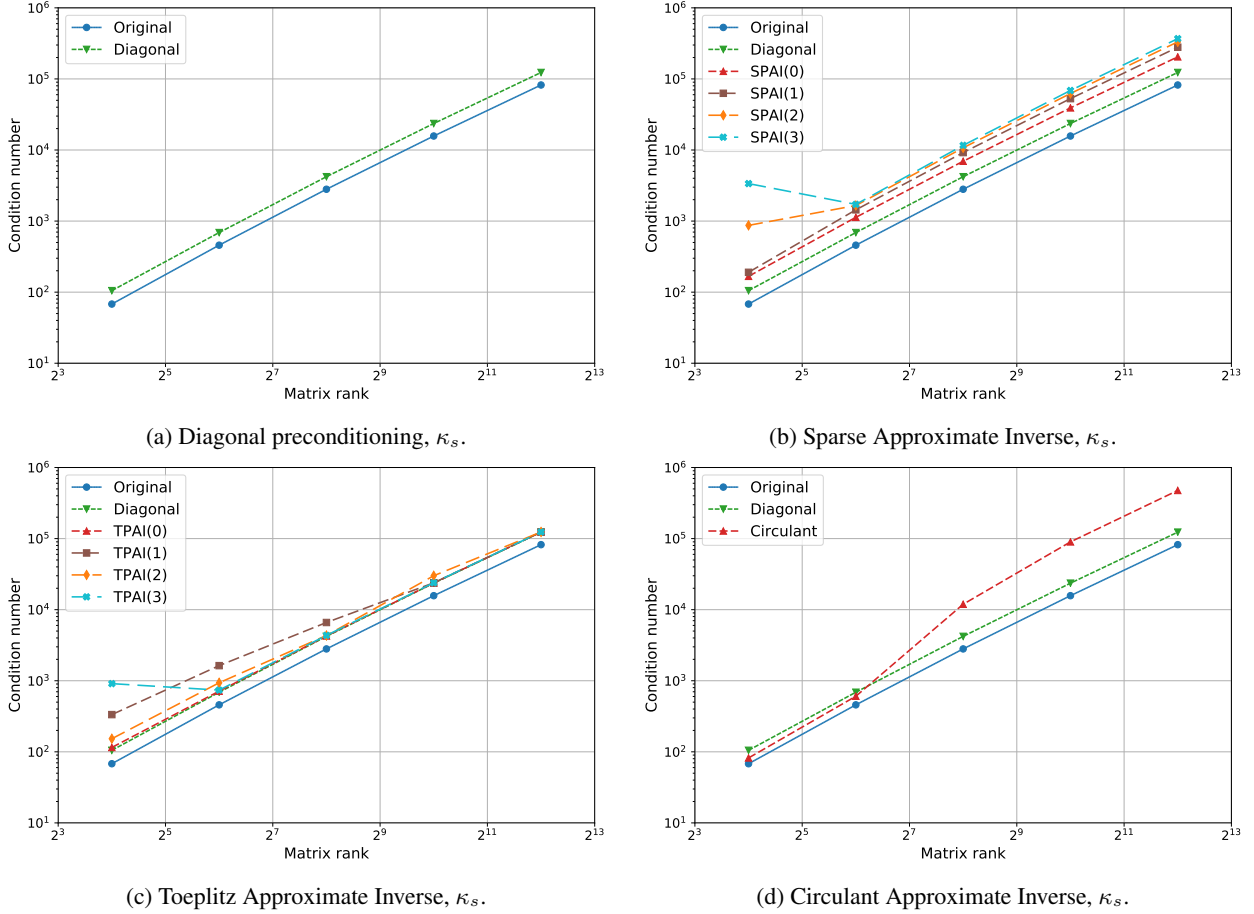 10^6
10^5
10^4
10^3
10^2
10^1
Condition number
Original
Diagonal
2^3
2^5
2^7
2^9
2^11
2^13
Matrix rank
(a) Diagonal preconditioning, κ_s.
10^6
10^5
10^4
10^3
10^2
10^1
Condition number
Original
Diagonal
SPAI(0)
SPAI(1)
SPAI(2)
SPAI(3)
2^3
2^5
2^7
2^9
2^11
2^13
Matrix rank
(b) Sparse Approximate Inverse, κ_s.
10^6
10^5
10^4
10^3
10^2
10^1
Condition number
Original
Diagonal
TPAI(0)
TPAI(1)
TPAI(2)
TPAI(3)
2^3
2^5
2^7
2^9
2^11
2^13
Matrix rank
(c) Toeplitz Approximate Inverse, κ_s.
10^6
10^5
10^4
10^3
10^2
10^1
Condition number
Original
Diagonal
Circulant
2^3
2^5
2^7
2^9
2^11
2^13
Matrix rank
(d) Circulant Approximate Inverse, κ_s.